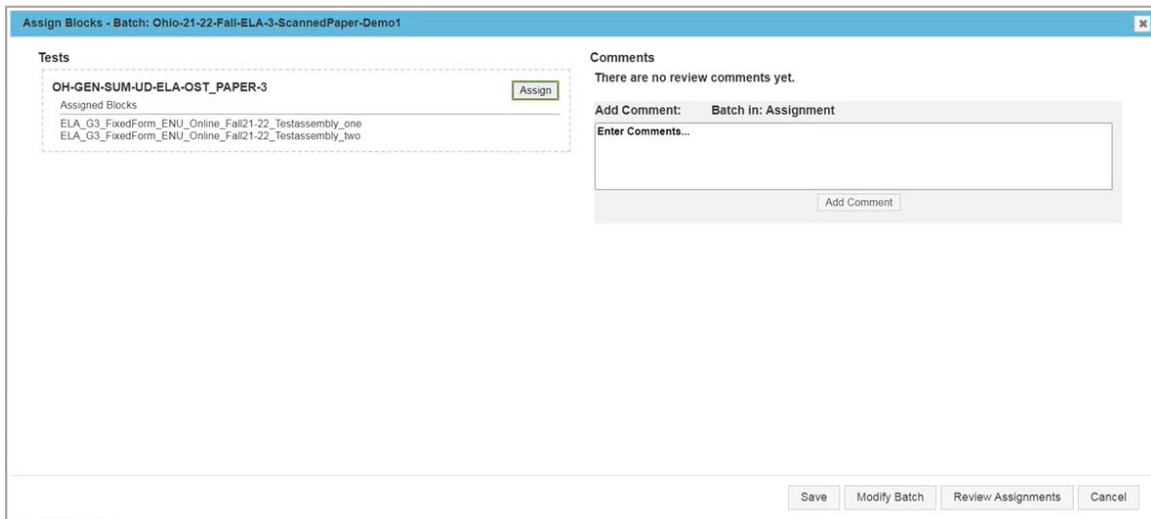 Assign Blocks - Batch: Ohio-21-22-Fall-ELA-3-ScannedPaper-Demo1
Tests
OH-GEN-SUM-UD-ELA-OST_PAPER-3
Assign
Assigned Blocks
ELA_G3_FixedForm_ENU_Online_Fall21-22_Testassembly_one
ELA_G3_FixedForm_ENU_Online_Fall21-22_Testassembly_two
Comments
There are no review comments yet.
Add Comment: Batch in: Assignment
Enter Comments...
Add Comment
Save Modify Batch Review Assignments Cancel